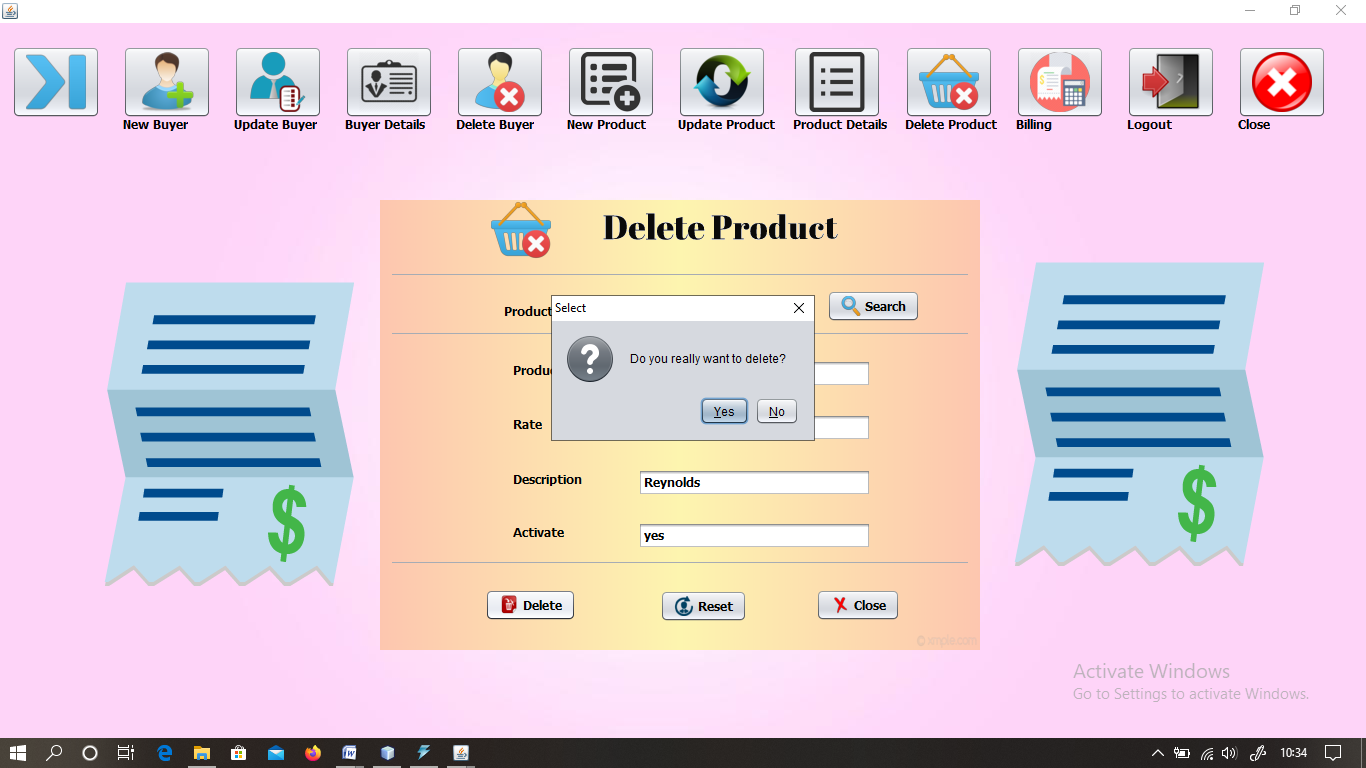 New Buyer
Update Buyer
Buyer Details
Delete Buyer
New Product
Update Product
Product Details
Delete Product
Billing
Logout
Close
Delete Product
Product
Search
Select
Do you really want to delete?
Yes
No
Produ
Rate
Description
Reynolds
Activate
yes
Delete
Reset
Close
Activate Windows
Go to Settings to activate Windows.
10:34